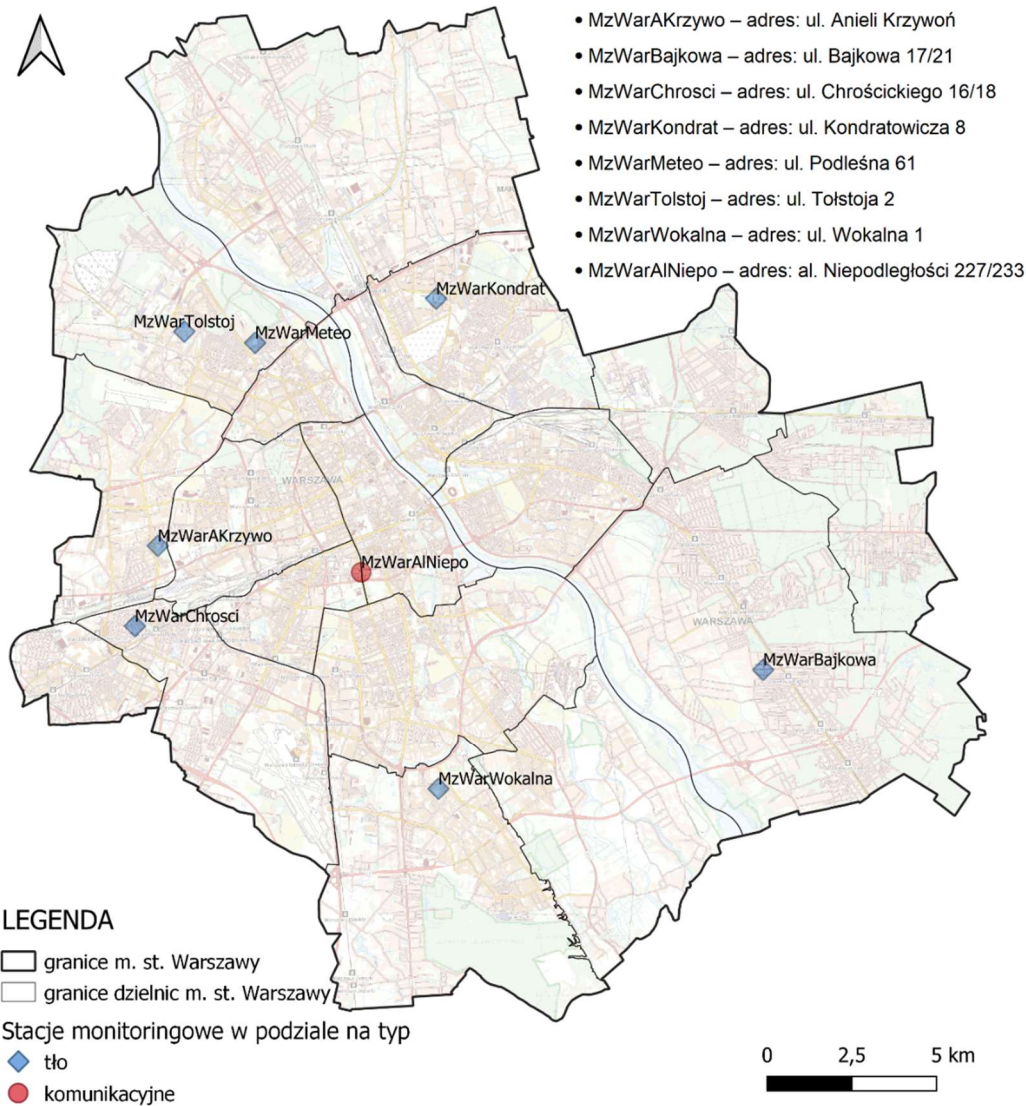 • MzWarAKrzywo – adres: ul. Anieli Krzywoń
• MzWarBajkowa – adres: ul. Bajkowa 17/21
• MzWarChrosci – adres: ul. Chrościckiego 16/18
• MzWarKondrat – adres: ul. Kondratowicza 8
• MzWarMeteo – adres: ul. Podleśna 61
• MzWarTolstoj – adres: ul. Tołstoja 2
• MzWarWokalna – adres: ul. Wokalna 1
• MzWarAlNiepo – adres: al. Niepodległości 227/233
MzWarKondrat
MzWarTolstoj
MzWarMeteo
WARSZAWA
MzWarAKrzywo
MzWarAlNiepo
MzWarChrosci
WARSZAWA
MzWarBajkowa
MzWarWokalna
LEGENDA
granice m. st. Warszawy
granice dzielnic m. st. Warszawy
Stacje monitoringowe w podziale na typ
tło
komunikacyjne
0 2,5 5 km